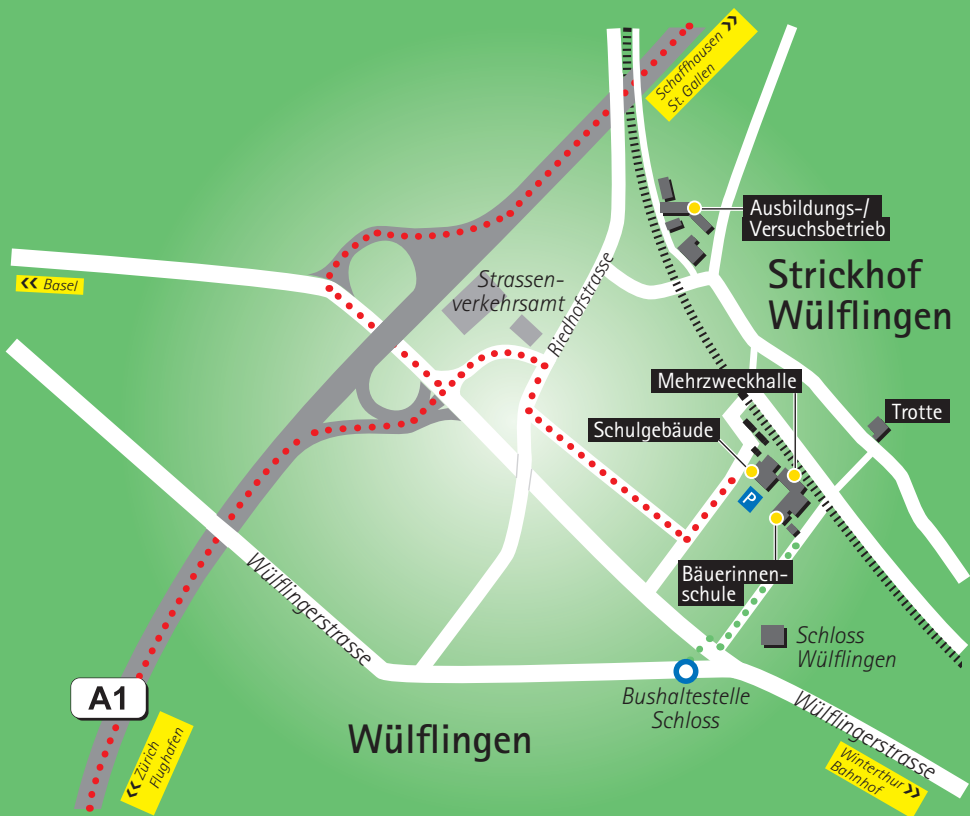 Schaffhausen >>
St. Gallen
Ausbildungs-/
Versuchsbetrieb
Strickhof
Wülflingen
<< Basel
Strassen-
verkehrsamt
Riedhofstrasse
Mehrzweckhalle
Trotte
Schulgebäude
P
Bäuerinnen-
schule
Wülflingerstrasse
Schloss
Wülflingen
A1
Bushaltestelle
Schloss
Wülflingen
Wülflingerstrasse
<< Zürich
Flughafen
Winterthur >>
Bahnhof